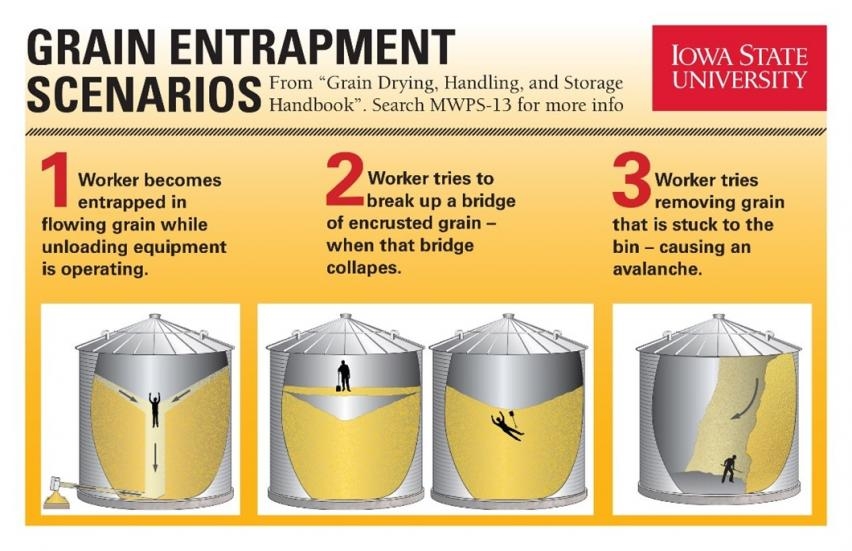 GRAIN ENTRAPMENT
SCENARIOS
From “Grain Drying, Handling, and Storage
Handbook”. Search MWPS-13 for more info
IOWA STATE
UNIVERSITY
1 Worker becomes
entrapped in
flowing grain while
unloading equipment
is operating.
2 Worker tries to
break up a bridge
of encrusted grain –
when that bridge
collapes.
3 Worker tries
removing grain
that is stuck to the
bin – causing an
avalanche.